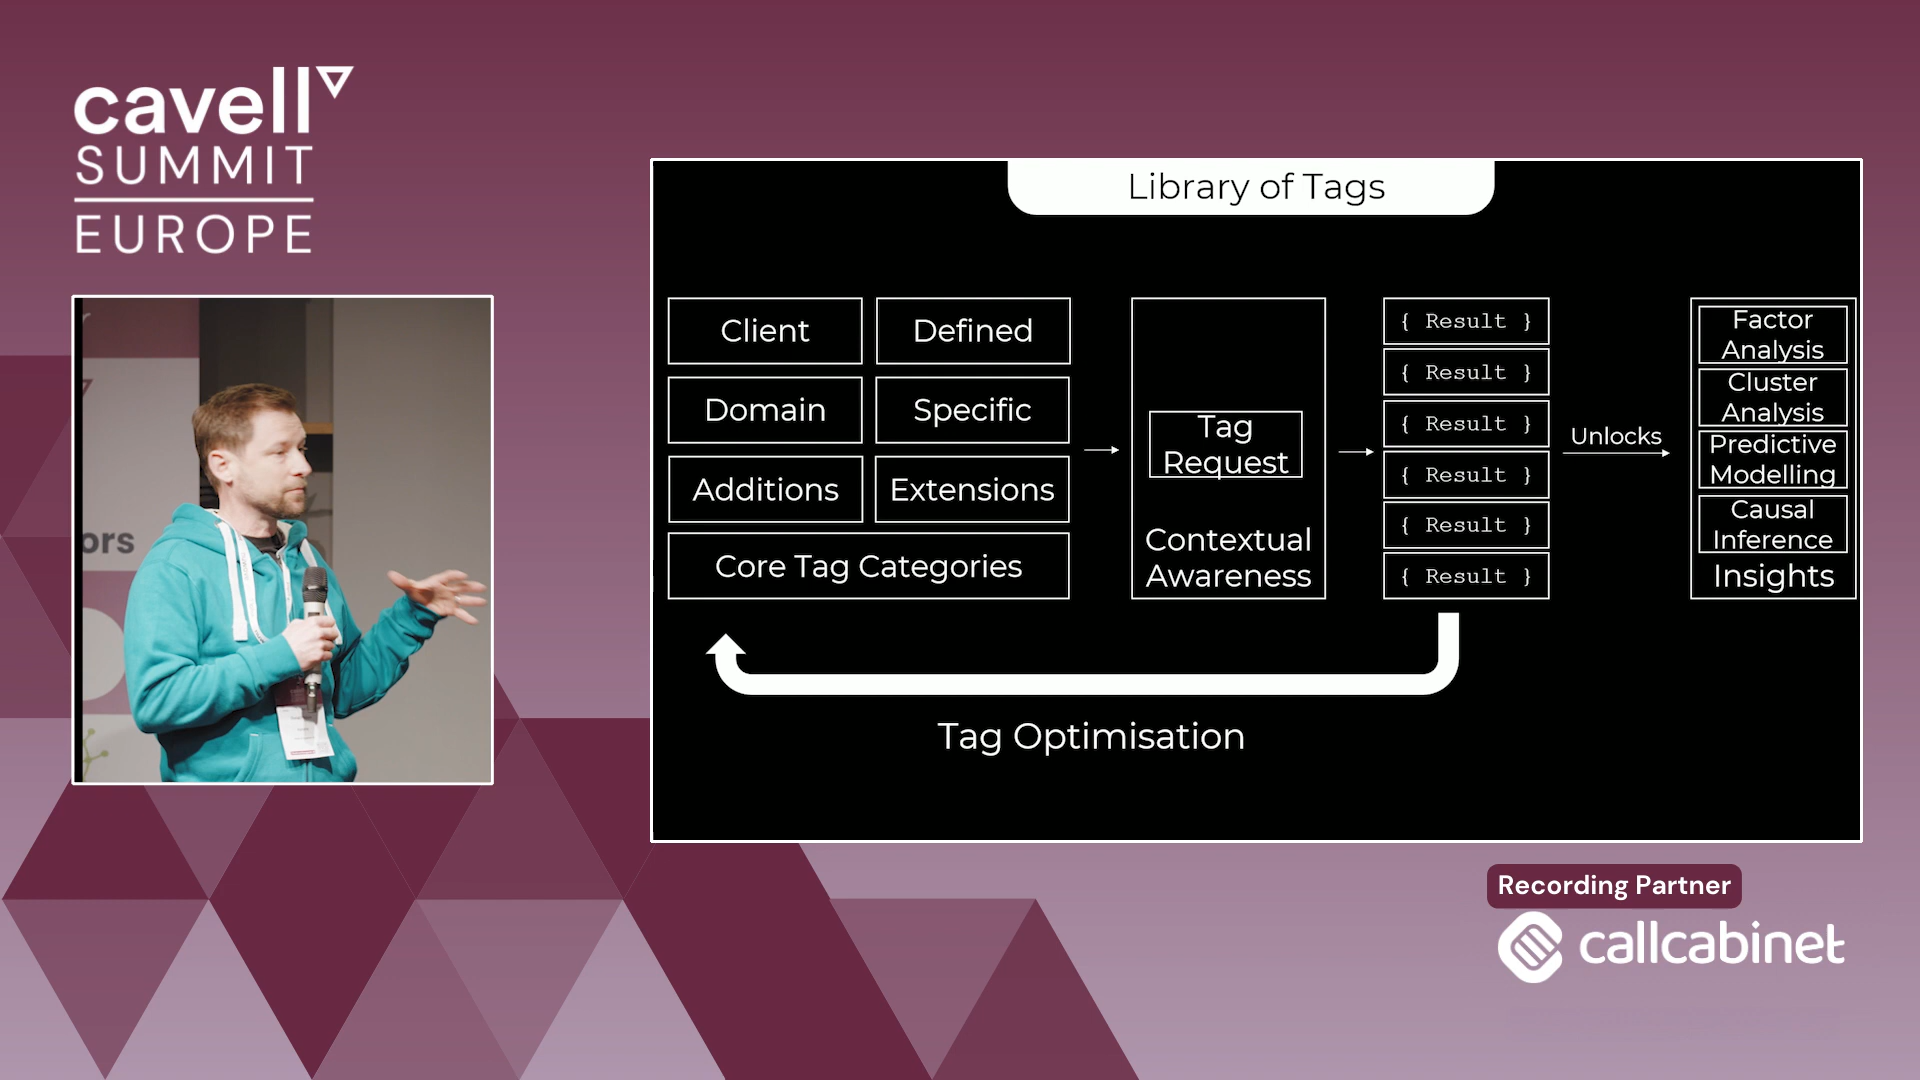 cavell
SUMMIT
EUROPE
ors
Library of Tags
Client
Defined
Domain
Specific
Additions
Extensions
Core Tag Categories
Tag
Request
Contextual
Awareness
{ Result }
{ Result }
{ Result }
{ Result }
{ Result }
{ Result }
Unlocks
Factor
Analysis
Cluster
Analysis
Predictive
Modelling
Causal
Inference
Insights
Tag Optimisation
Recording Partner
callcabinet